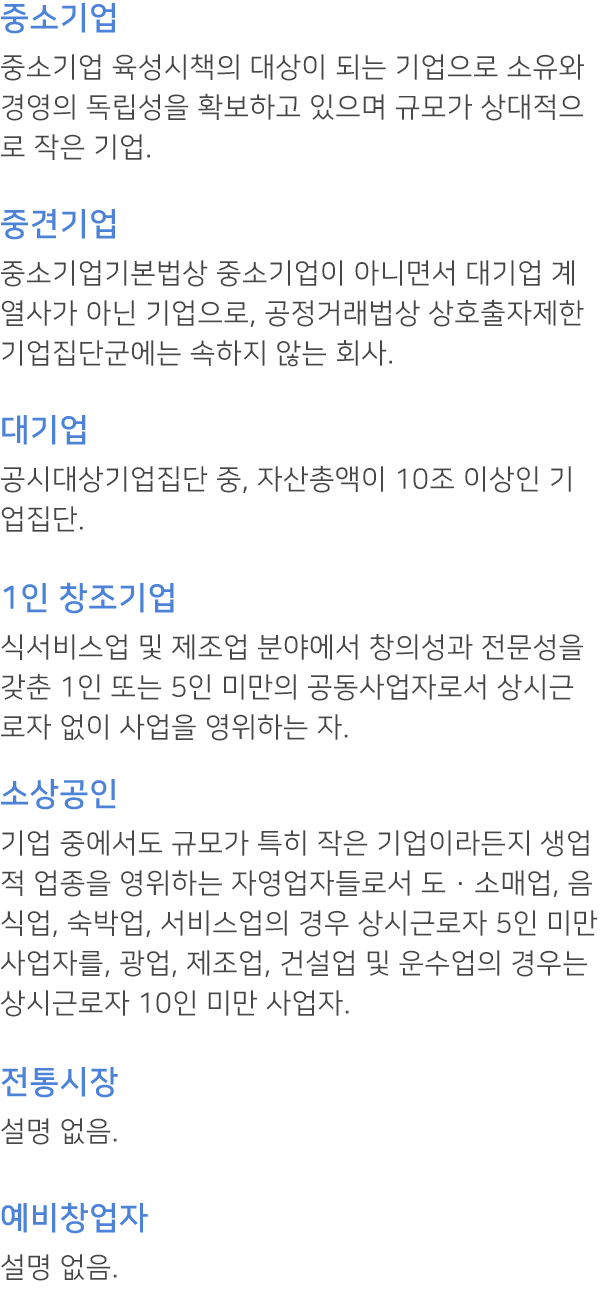 중소기업
중소기업 육성시책의 대상이 되는 기업으로 소유와
경영의 독립성을 확보하고 있으며 규모가 상대적으
로 작은 기업.
중견기업
중소기업기본법상 중소기업이 아니면서 대기업 계
열사가 아닌 기업으로, 공정거래법상 상호출자제한
기업집단군에는 속하지 않는 회사.
대기업
공시대상기업집단 중, 자산총액이 10조 이상인 기
업집단.
1인 창조기업
식서비스업 및 제조업 분야에서 창의성과 전문성을
갖춘 1인 또는 5인 미만의 공동사업자로서 상시근
로자 없이 사업을 영위하는 자.
소상공인
기업 중에서도 규모가 특히 작은 기업이라든지 생업
적 업종을 영위하는 자영업자들로서 도 · 소매업, 음
식업, 숙박업, 서비스업의 경우 상시근로자 5인 미만
사업자를, 광업, 제조업, 건설업 및 운수업의 경우는
상시근로자 10인 미만 사업자.
전통시장
설명 없음.
예비창업자
설명 없음.